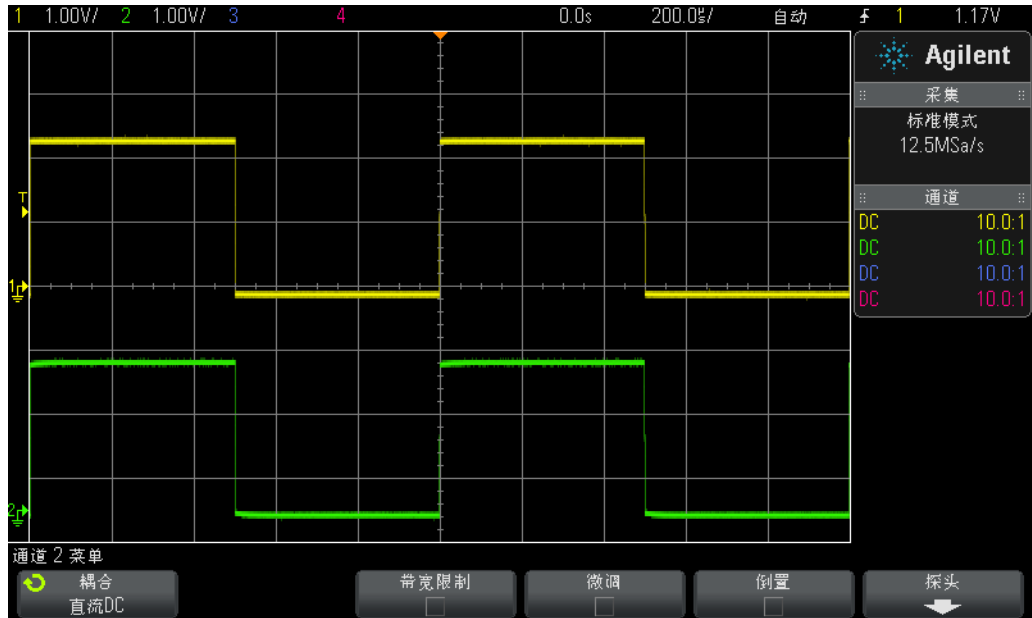 1 1.00V/ 2 1.00V/ 3 4 0.0s 200.0㎲/ 自动 1 1.17V
Agilent
采集
标准模式
12.5MSa/s
通道
DC 10.0:1
DC 10.0:1
DC 10.0:1
DC 10.0:1
T
1
2
通道 2 菜单
耦合
直流DC
带宽限制
微调
倒置
探头